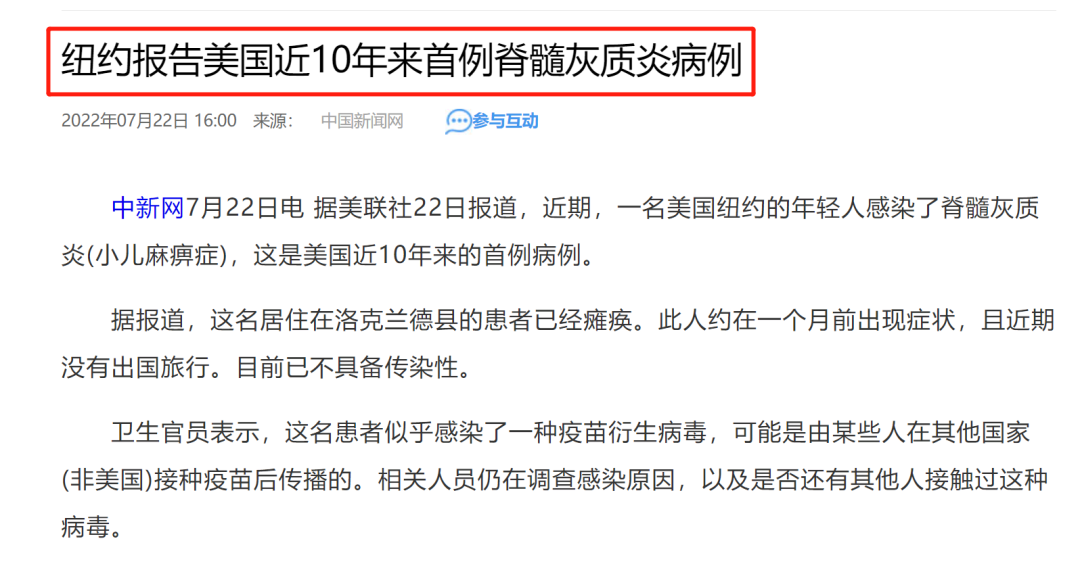 纽约报告美国近10年来首例脊髓灰质炎病例
2022年07月22日 16:00 来源： 中国新闻网 参与互动
中新网7月22日电 据美联社22日报道，近期，一名美国纽约的年轻人感染了脊髓灰质
炎(小儿麻痹症)，这是美国近10年来的首例病例。
据报道，这名居住在洛克兰德县的患者已经瘫痪。此人约在一个月前出现症状，且近期
没有出国旅行。目前已不具备传染性。
卫生官员表示，这名患者似乎感染了一种疫苗衍生病毒，可能是由某些人在其他国家
(非美国)接种疫苗后传播的。相关人员仍在调查感染原因，以及是否还有其他人接触过这种
病毒。